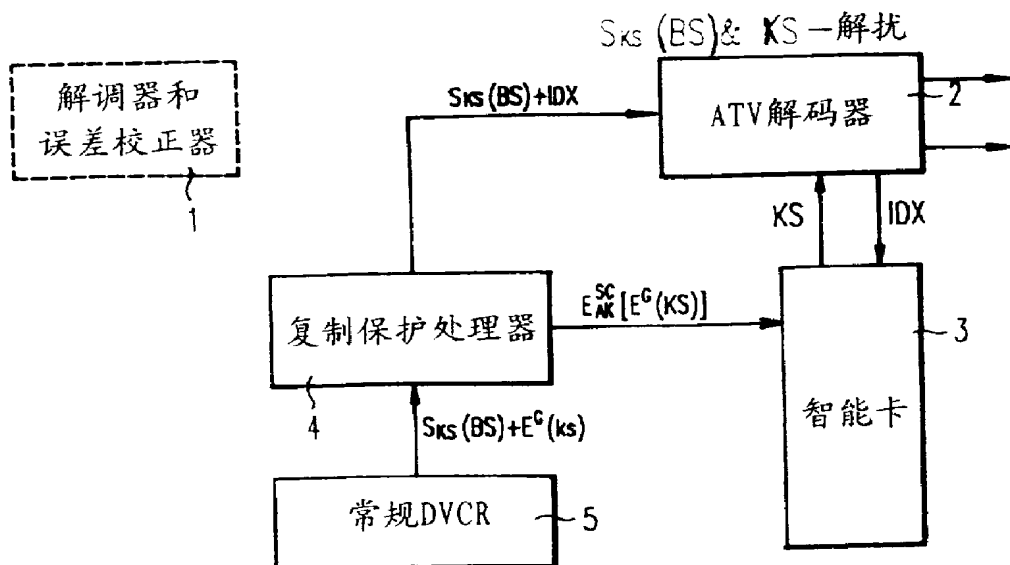 SKS (BS)& KS—解扰
解调器和
误差校正器
1
SKS (BS)+IDX
ATV解码器
2
KS
IDX
复制保护处理器
4
E^SC_AK [E^G (KS)]
智能卡
3
SKS (BS)+E^G (ks)
常规DVCR
5